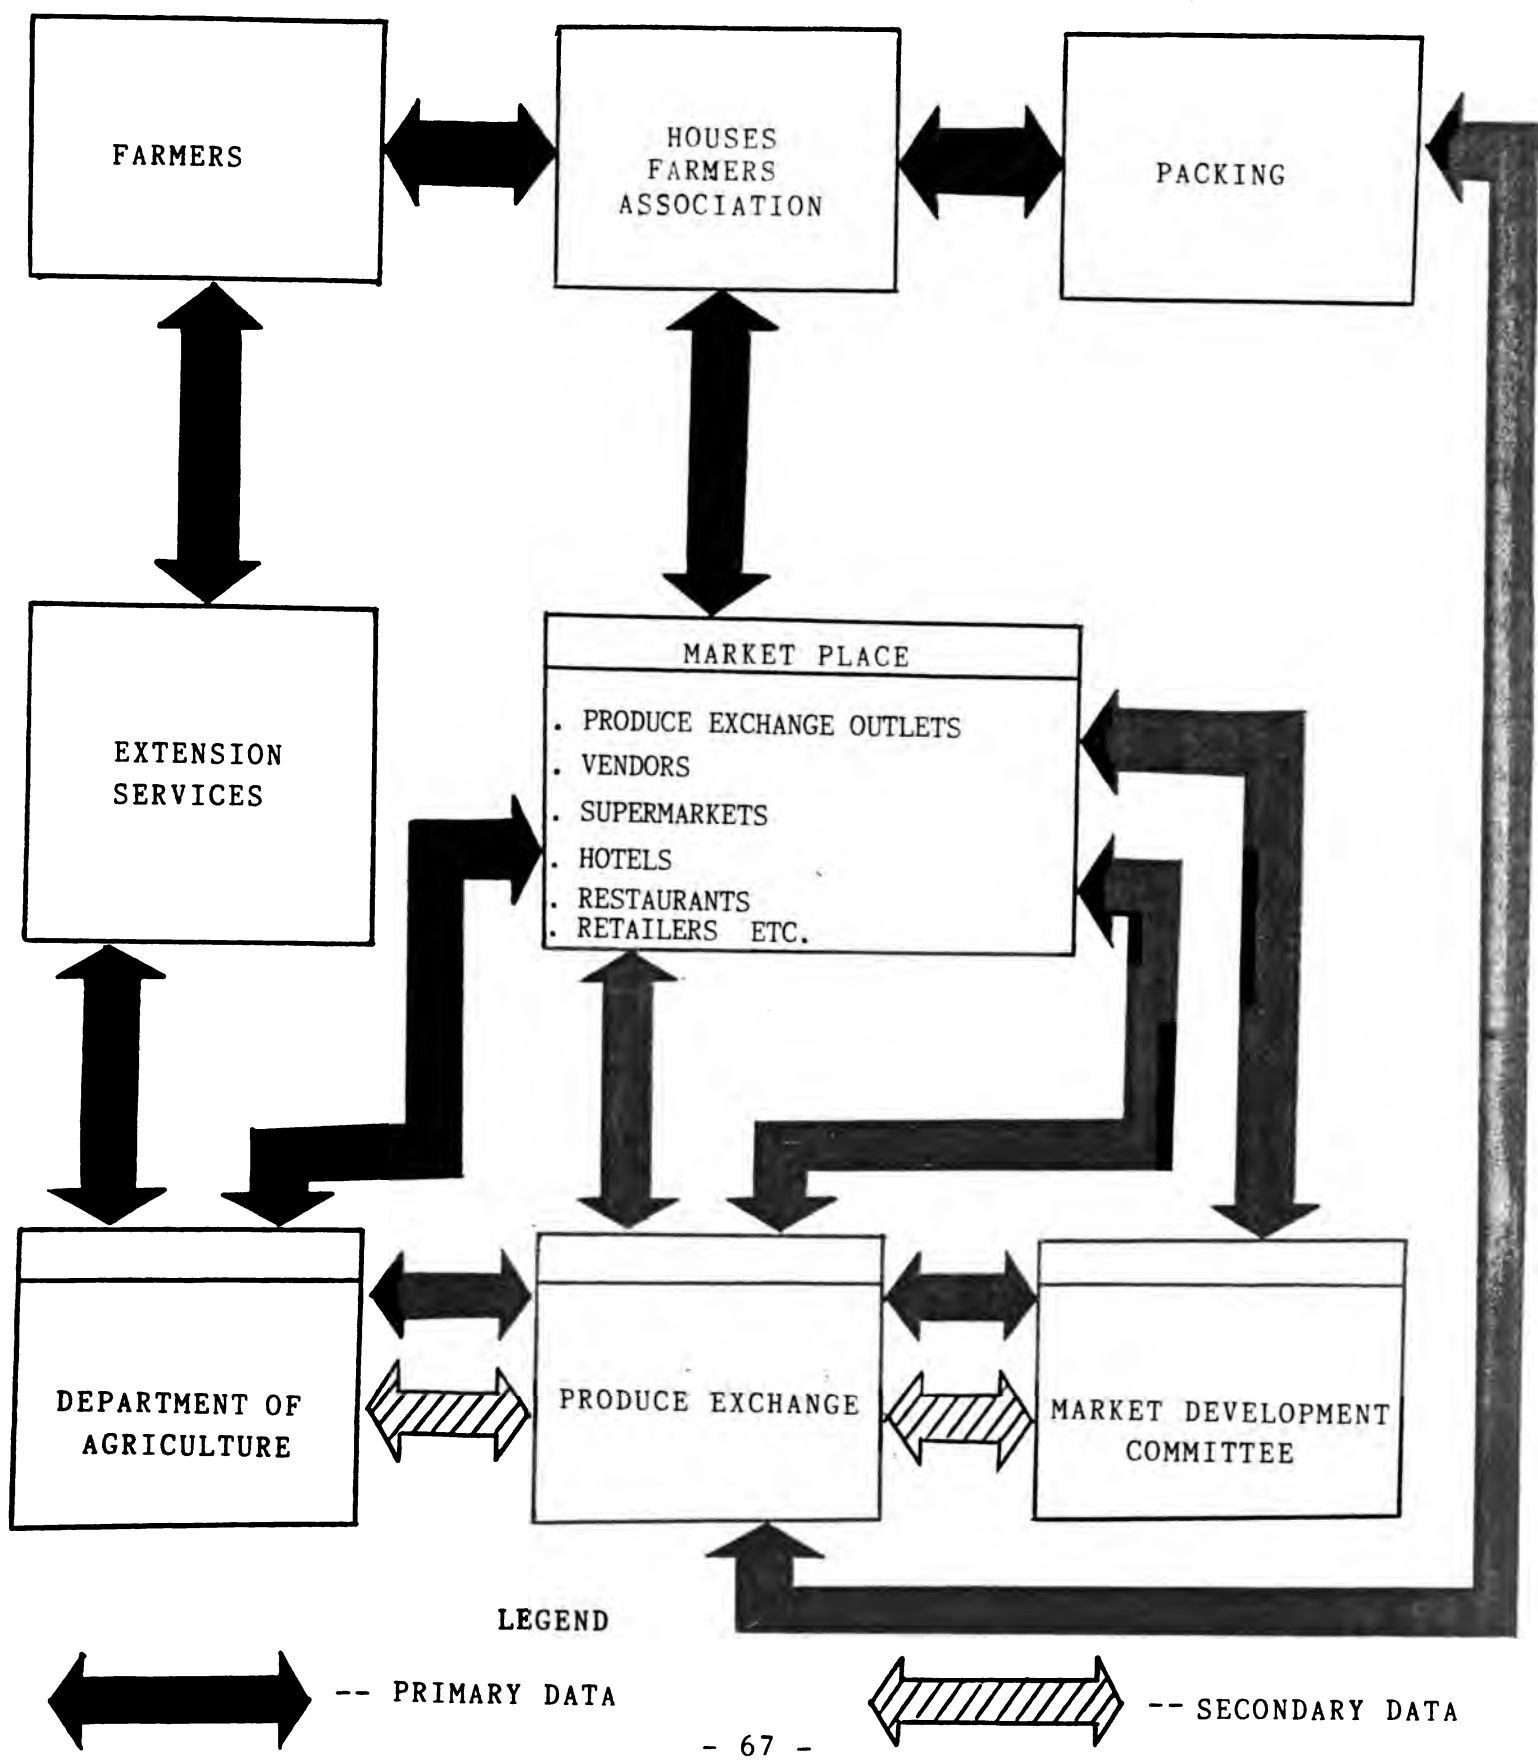 FARMERS
HOUSES
FARMERS
ASSOCIATION
PACKING
EXTENSION
SERVICES
MARKET PLACE
. PRODUCE EXCHANGE OUTLETS
. VENDORS
. SUPERMARKETS
. HOTELS
. RESTAURANTS
. RETAILERS ETC.
DEPARTMENT OF
AGRICULTURE
PRODUCE EXCHANGE
MARKET DEVELOPMENT
COMMITTEE
LEGEND
-- PRIMARY DATA
-- SECONDARY DATA
- 67 -